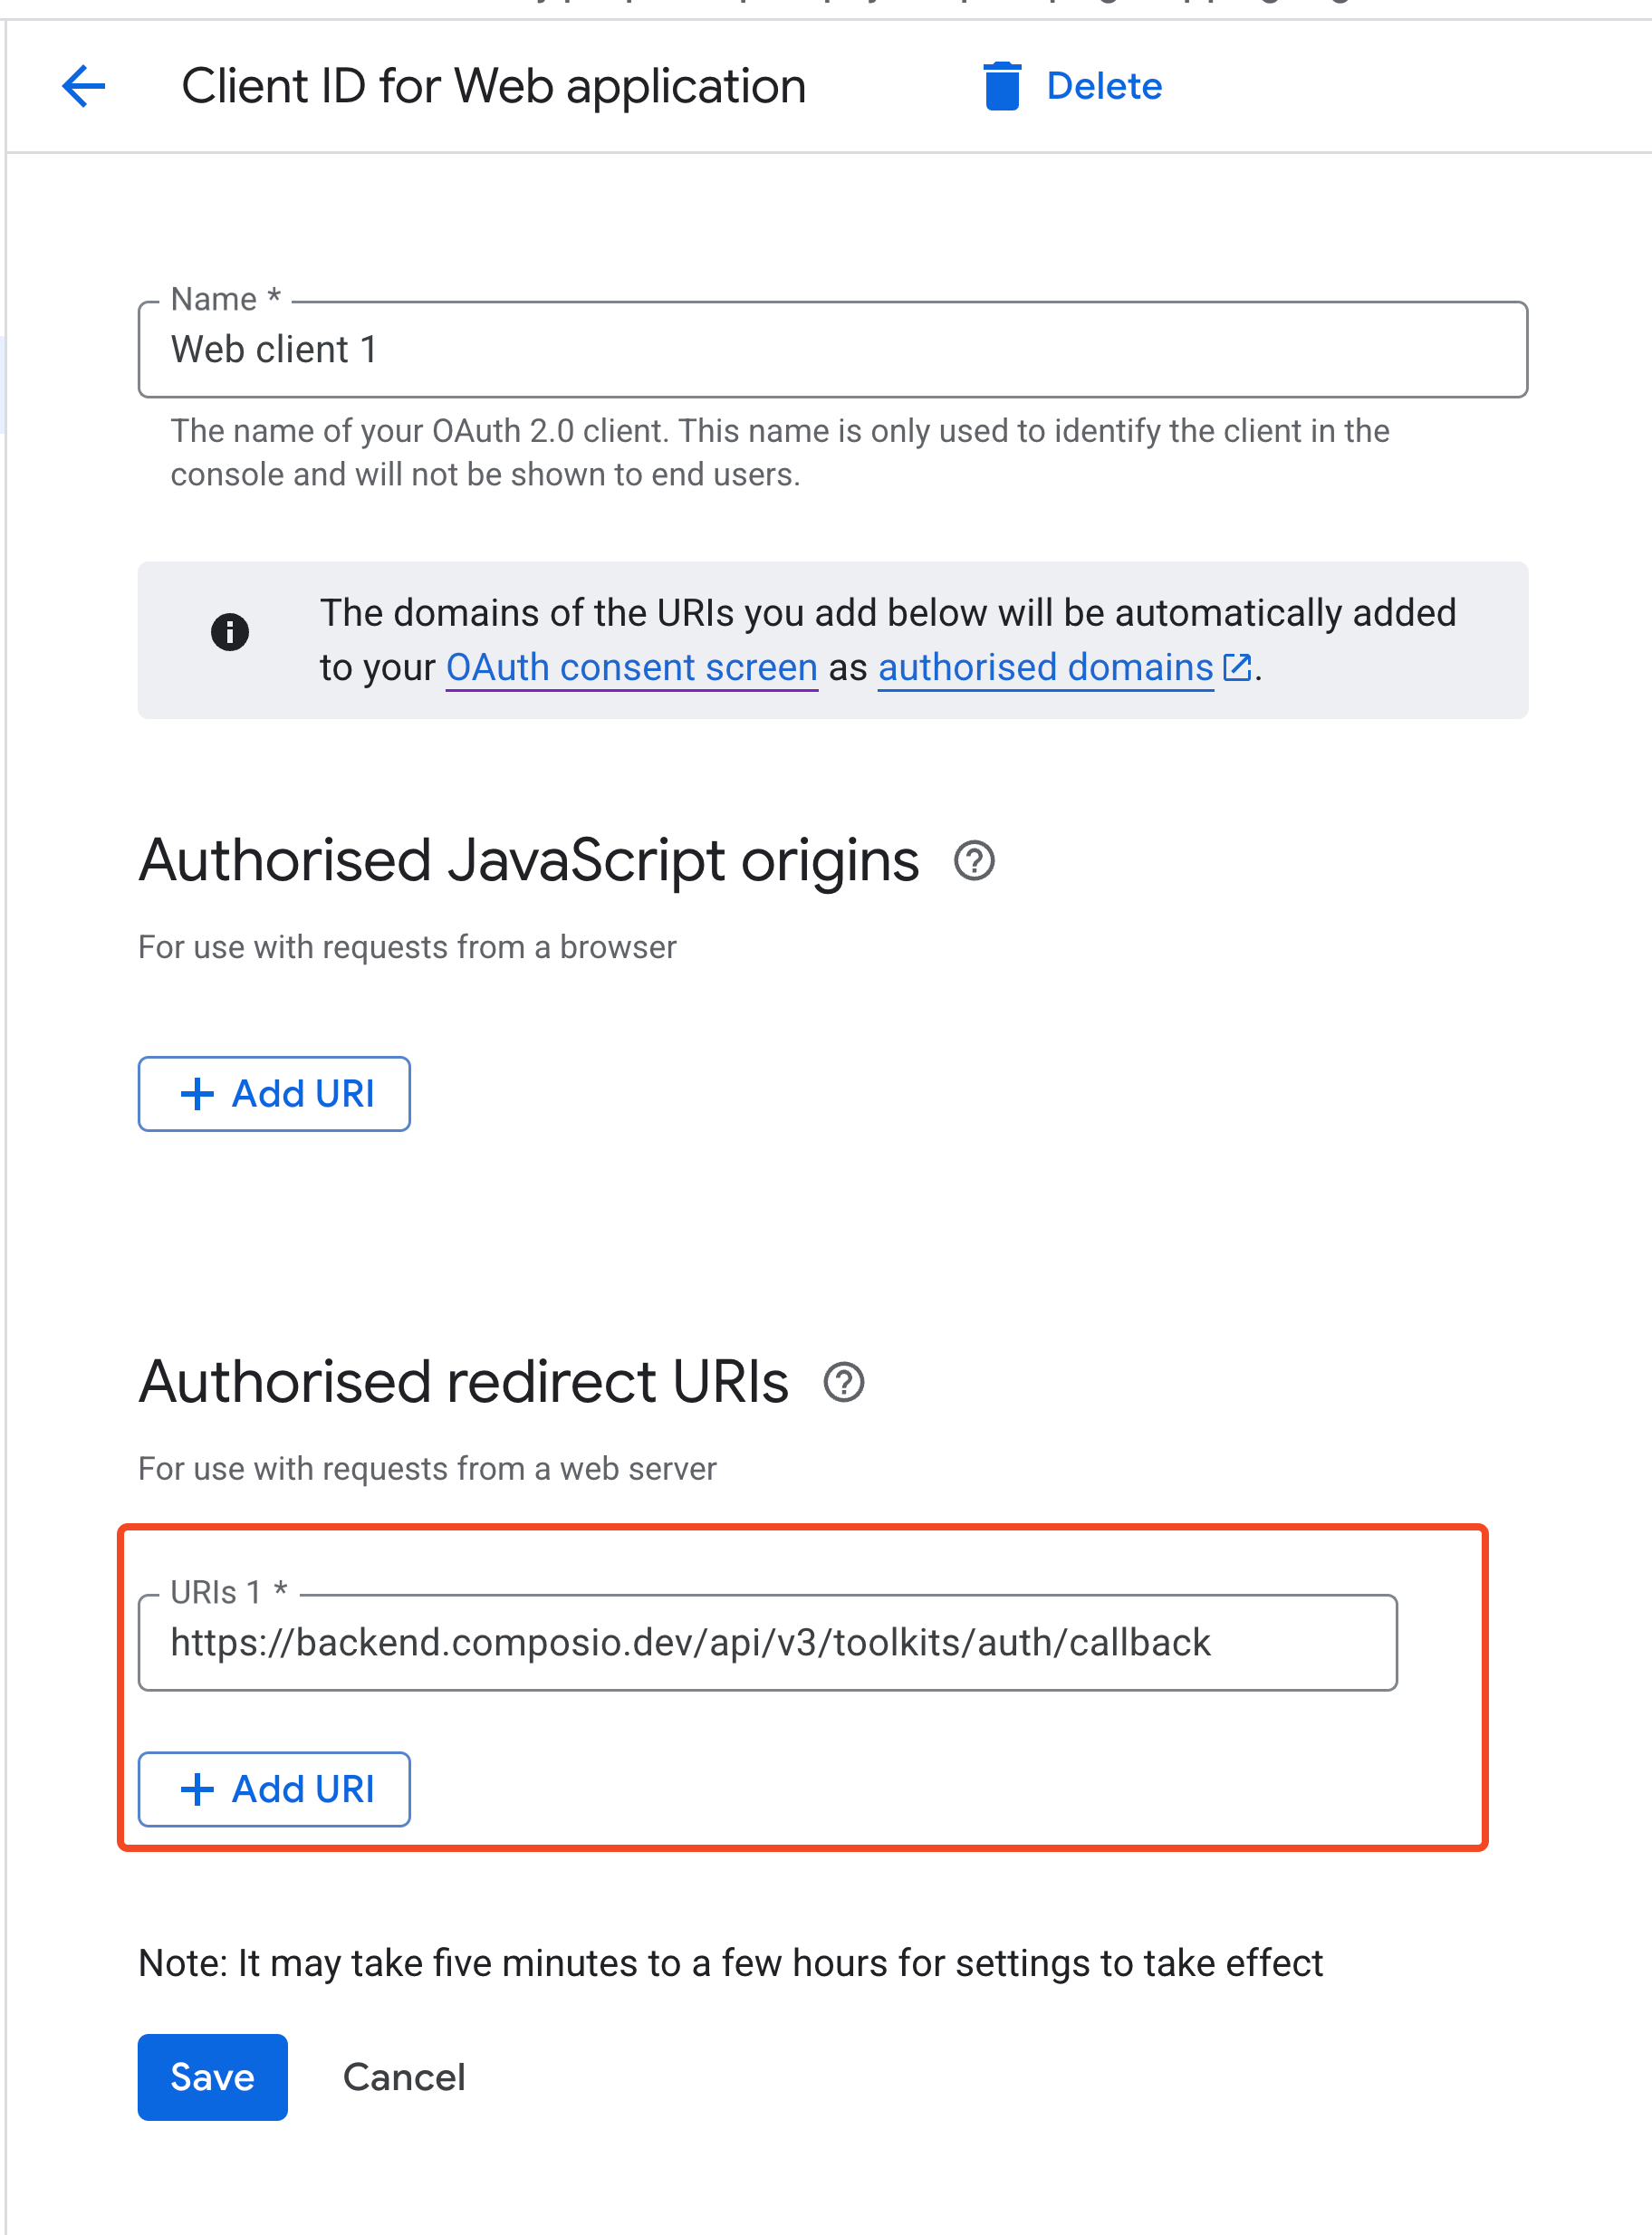 Client ID for Web application
Delete
Name *
Web client 1
The name of your OAuth 2.0 client. This name is only used to identify the client in the
console and will not be shown to end users.
The domains of the URIs you add below will be automatically added
to your OAuth consent screen as authorised domains.
Authorised JavaScript origins
For use with requests from a browser
+ Add URI
Authorised redirect URIs
For use with requests from a web server
URIs 1 *
https://backend.composio.dev/api/v3/toolkits/auth/callback
+ Add URI
Note: It may take five minutes to a few hours for settings to take effect
Save
Cancel